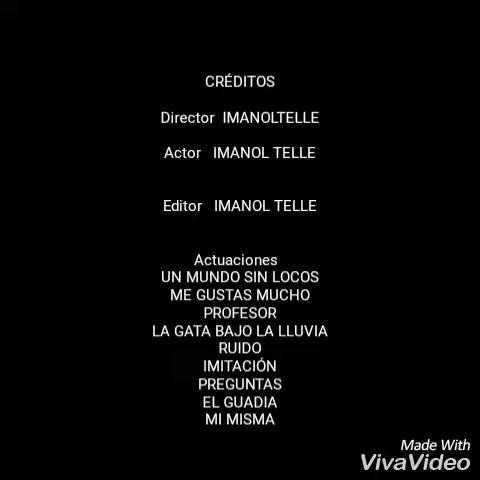 CRÉDITOS
Director IMANOLTELLE
Actor IMANOL TELLE
Editor IMANOL TELLE
Actuaciones
UN MUNDO SIN LOCOS
ME GUSTAS MUCHO
PROFESOR
LA GATA BAJO LA LLUVIA
RUIDO
IMITACIÓN
PREGUNTAS
EL GUADIA
MI MISMA
Made With
VivaVideo